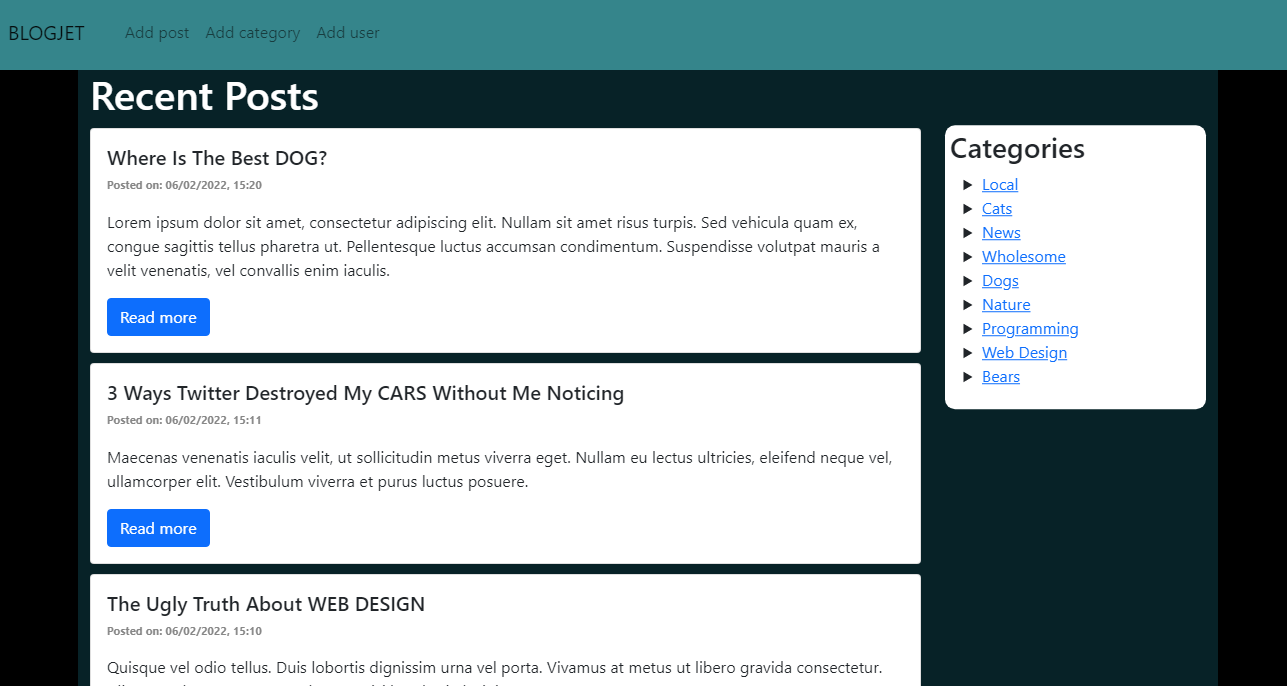 BLOGJET Add post Add category Add user
Recent Posts
Where Is The Best DOG?
Posted on: 06/02/2022, 15:20
Lorem ipsum dolor sit amet, consectetur adipiscing elit. Nullam sit amet risus turpis. Sed vehicula quam ex,
congue sagittis tellus pharetra ut. Pellentesque luctus accumsan condimentum. Suspendisse volutpat mauris a
velit venenatis, vel convallis enim iaculis.
Read more
3 Ways Twitter Destroyed My CARS Without Me Noticing
Posted on: 06/02/2022, 15:11
Maecenas venenatis iaculis velit, ut sollicitudin metus viverra eget. Nullam eu lectus ultricies, eleifend neque vel,
ullamcorper elit. Vestibulum viverra et purus luctus posuere.
Read more
The Ugly Truth About WEB DESIGN
Posted on: 06/02/2022, 15:10
Quisque vel odio tellus. Duis lobortis dignissim urna vel porta. Vivamus at metus ut libero gravida consectetur.
Categories
Local
Cats
News
Wholesome
Dogs
Nature
Programming
Web Design
Bears